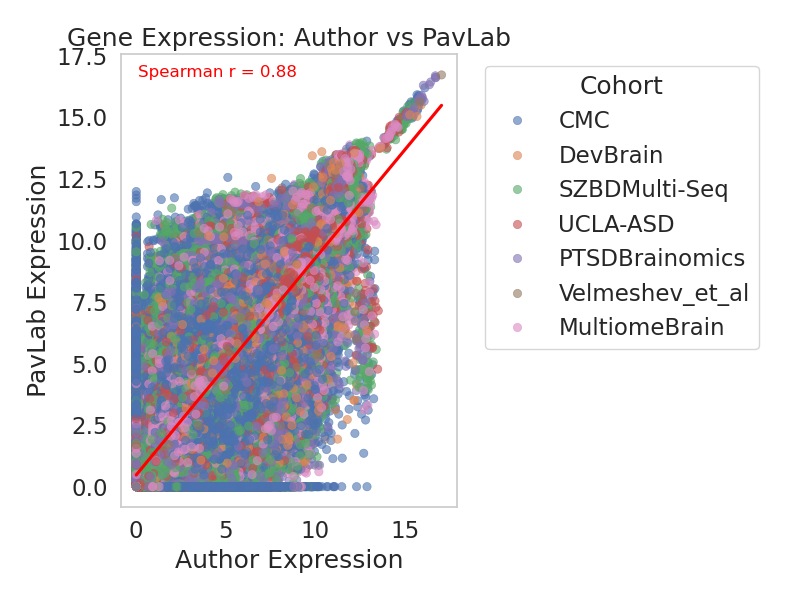 Gene Expression: Author vs PavLab
17.5
15.0
12.5
10.0
7.5
5.0
2.5
0.0
PavLab Expression
Spearman r = 0.88
0 5 10 15
Author Expression
Cohort
CMC
DevBrain
SZBDMulti-Seq
UCLA-ASD
PTSDBrainomics
Velmeshev_et_al
MultiomeBrain